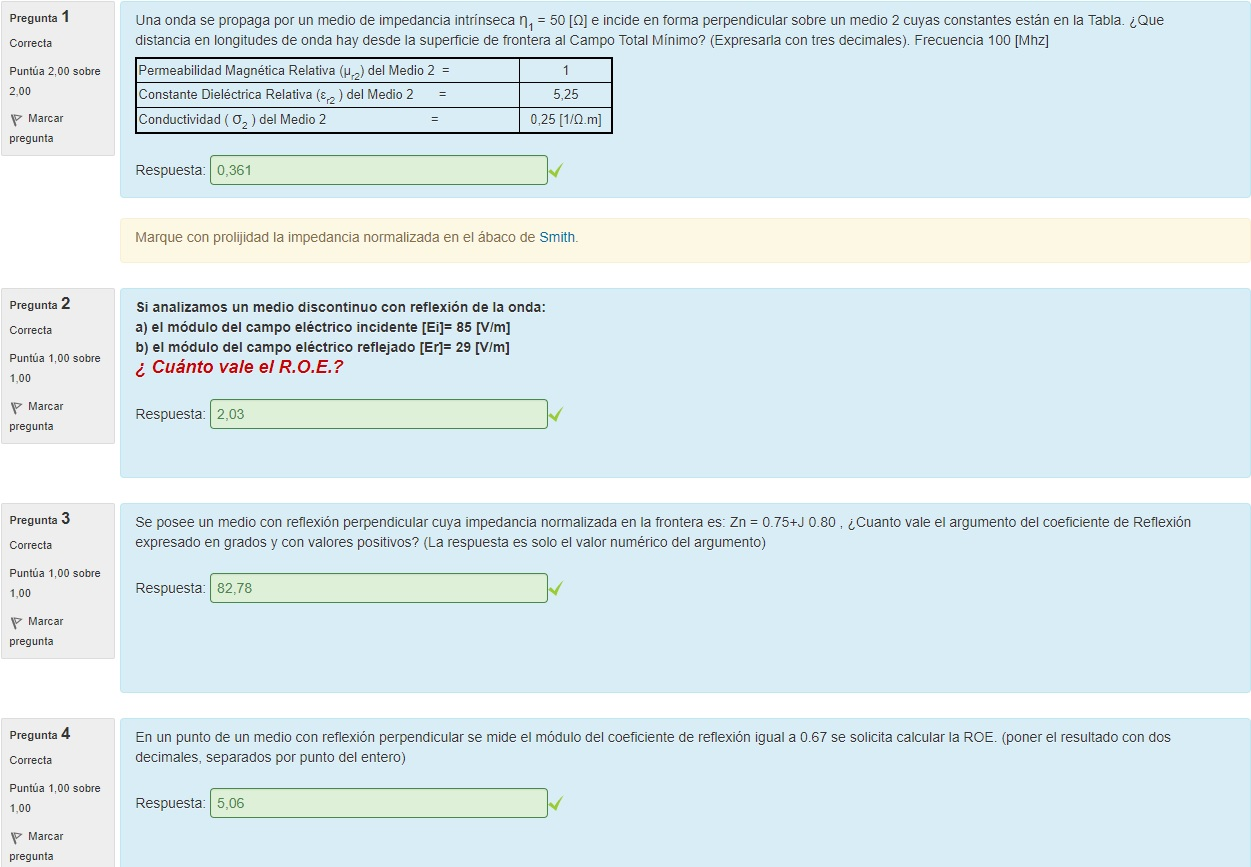 Pregunta 1
Correcta
Puntúa 2,00 sobre
2,00
Marcar
pregunta
Una onda se propaga por un medio de impedancia intrínseca η1 = 50 [Ω] e incide en forma perpendicular sobre un medio 2 cuyas constantes están en la Tabla. ¿Que
distancia en longitudes de onda hay desde la superficie de frontera al Campo Total Mínimo? (Expresarla con tres decimales). Frecuencia 100 [Mhz]
Permeabilidad Magnética Relativa (μr2) del Medio 2 = 1
Constante Dieléctrica Relativa (εr2 ) del Medio 2 = 5,25
Conductividad ( σ2 ) del Medio 2 = 0,25 [1/Ω.m]
Respuesta: 0,361
Marque con prolijidad la impedancia normalizada en el ábaco de Smith.
Pregunta 2
Correcta
Puntúa 1,00 sobre
1,00
Marcar
pregunta
Si analizamos un medio discontinuo con reflexión de la onda:
a) el módulo del campo eléctrico incidente [Ei]= 85 [V/m]
b) el módulo del campo eléctrico reflejado [Er]= 29 [V/m]
¿ Cuánto vale el R.O.E.?
Respuesta: 2,03
Pregunta 3
Correcta
Puntúa 1,00 sobre
1,00
Marcar
pregunta
Se posee un medio con reflexión perpendicular cuya impedancia normalizada en la frontera es: Zn = 0.75+J 0.80 , ¿Cuanto vale el argumento del coeficiente de Reflexión
expresado en grados y con valores positivos? (La respuesta es solo el valor numérico del argumento)
Respuesta: 82,78
Pregunta 4
Correcta
Puntúa 1,00 sobre
1,00
Marcar
pregunta
En un punto de un medio con reflexión perpendicular se mide el módulo del coeficiente de reflexión igual a 0.67 se solicita calcular la ROE. (poner el resultado con dos
decimales, separados por punto del entero)
Respuesta: 5,06